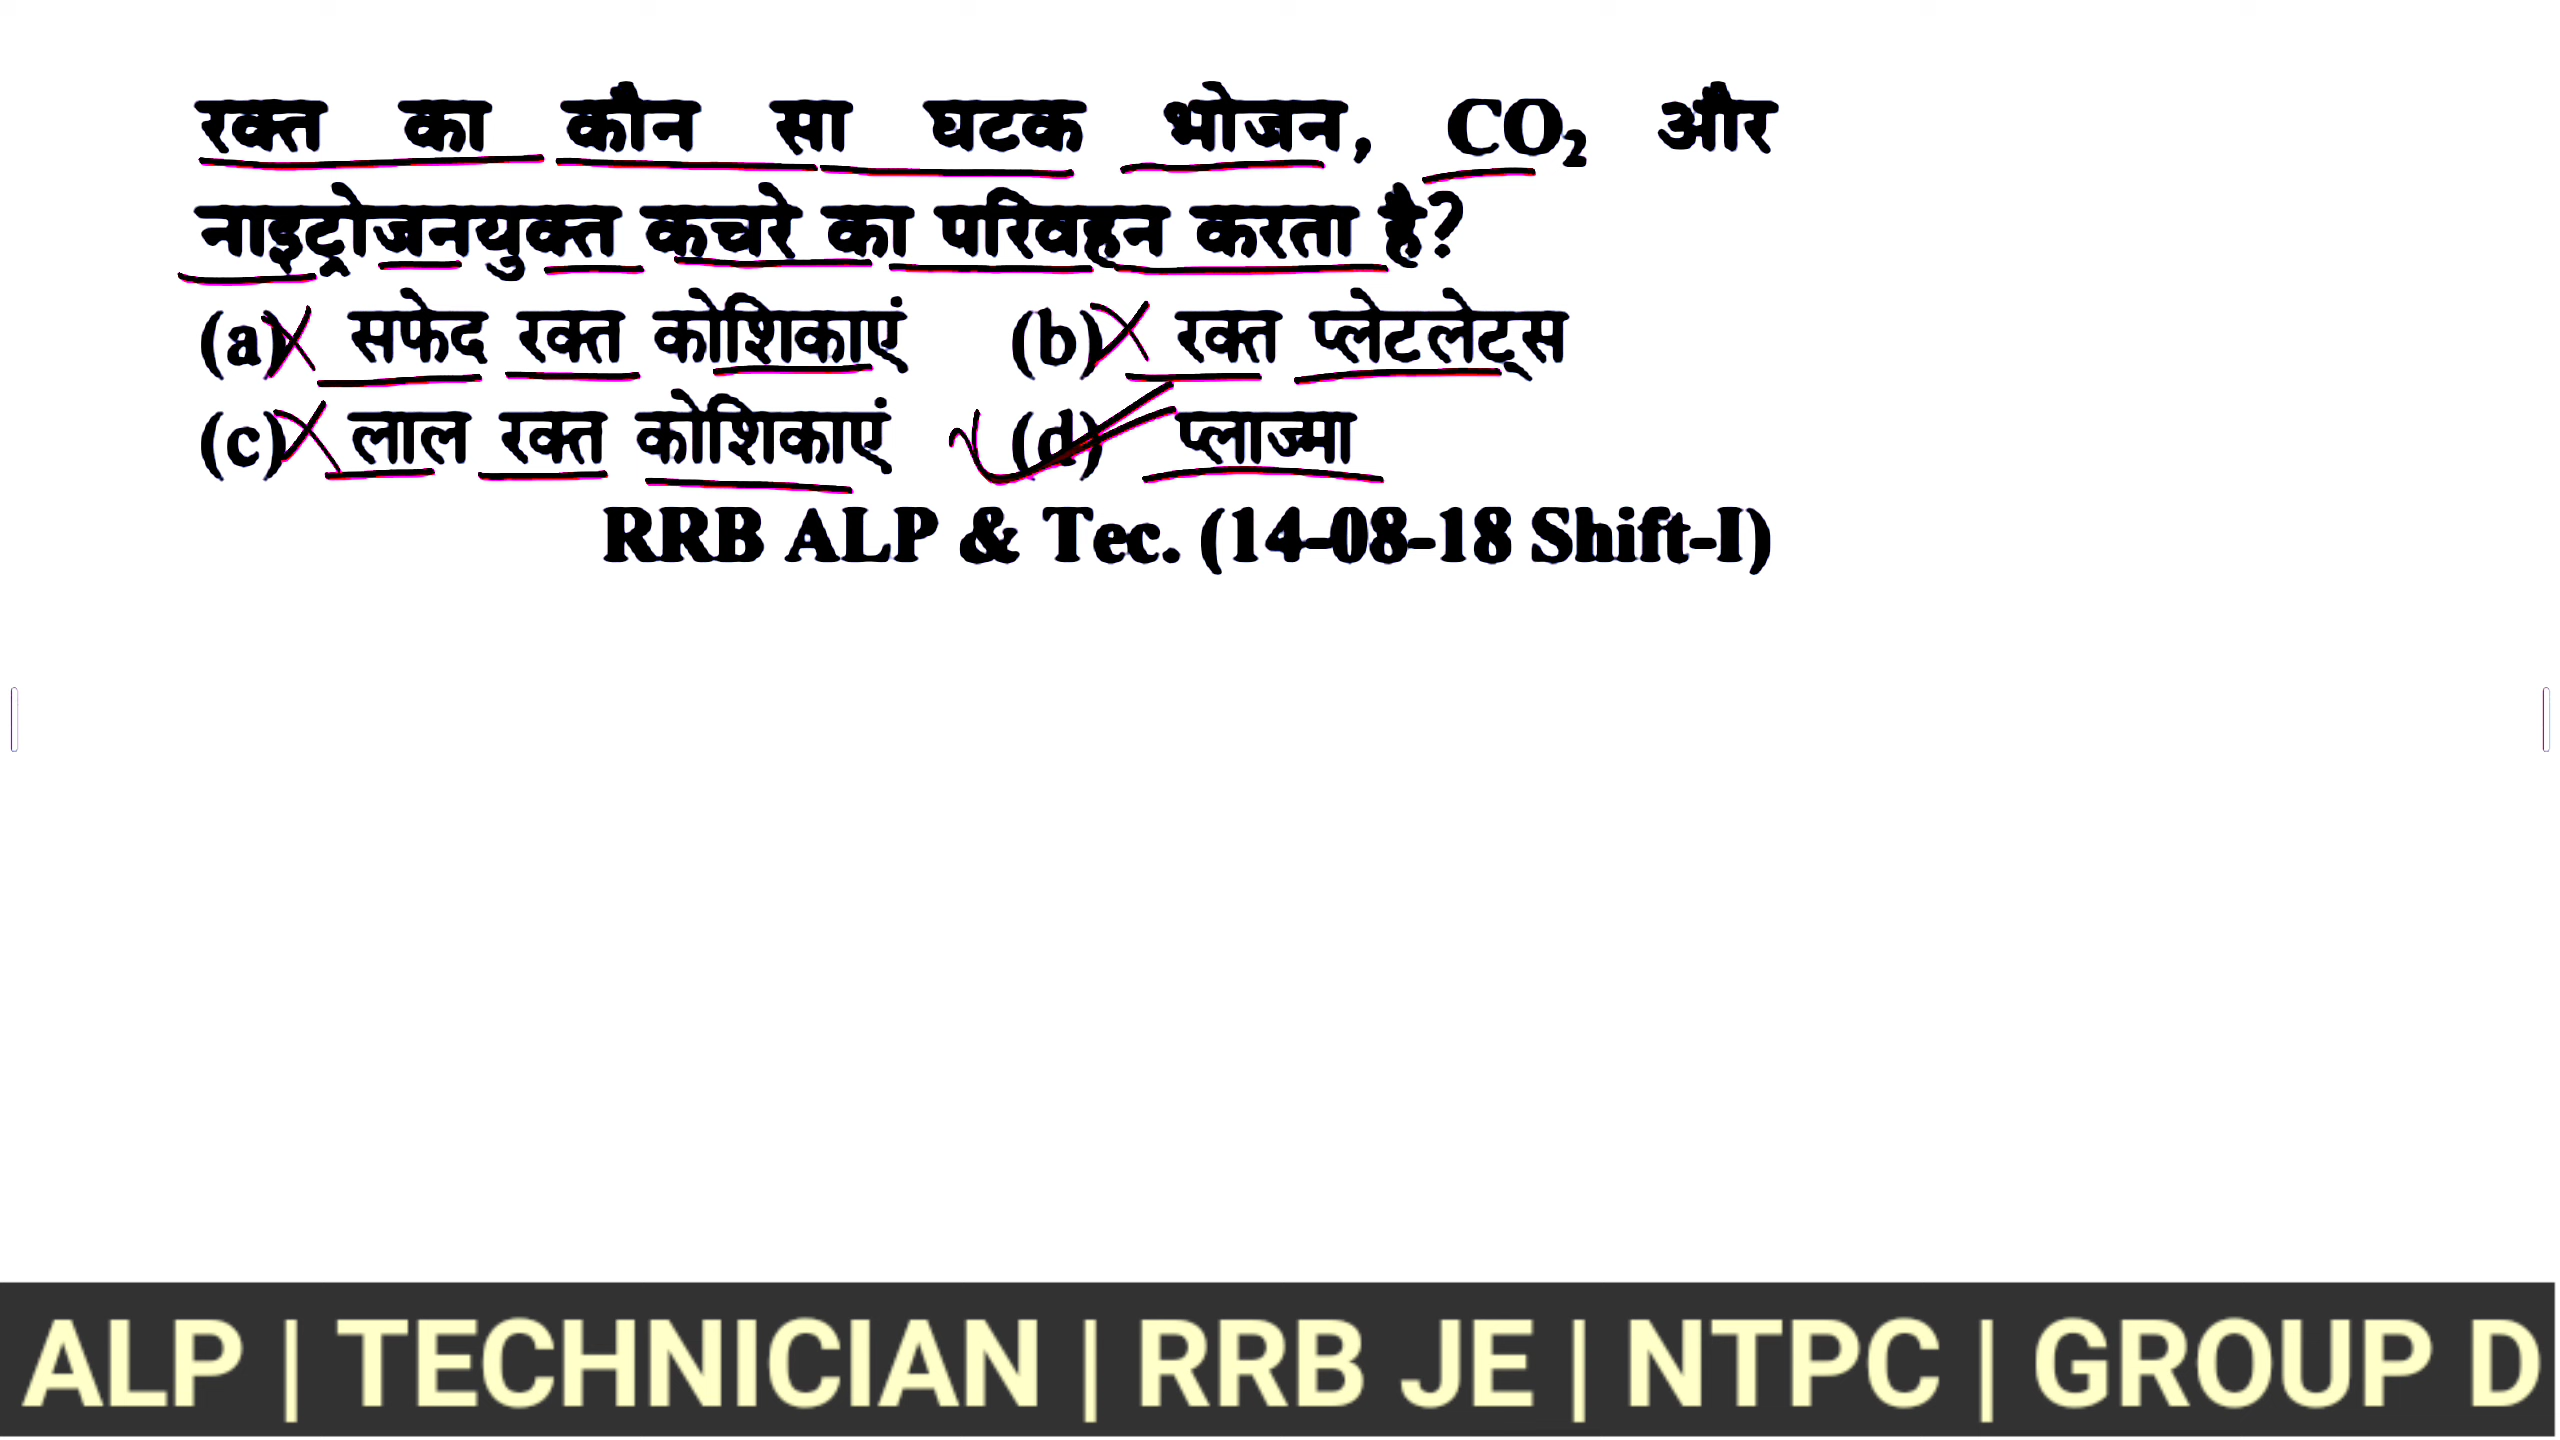 रक्त का कौन सा घटक भोजन, CO₂ और
नाइट्रोजनयुक्त कचरे का परिवहन करता है?
(a) सफेद रक्त कोशिकाएं (b) रक्त प्लेटलेट्स
(c) लाल रक्त कोशिकाएं (d) प्लाज्मा
RRB ALP & Tec. (14-08-18 Shift-I)
ALP | TECHNICIAN | RRB JE | NTPC | GROUP D